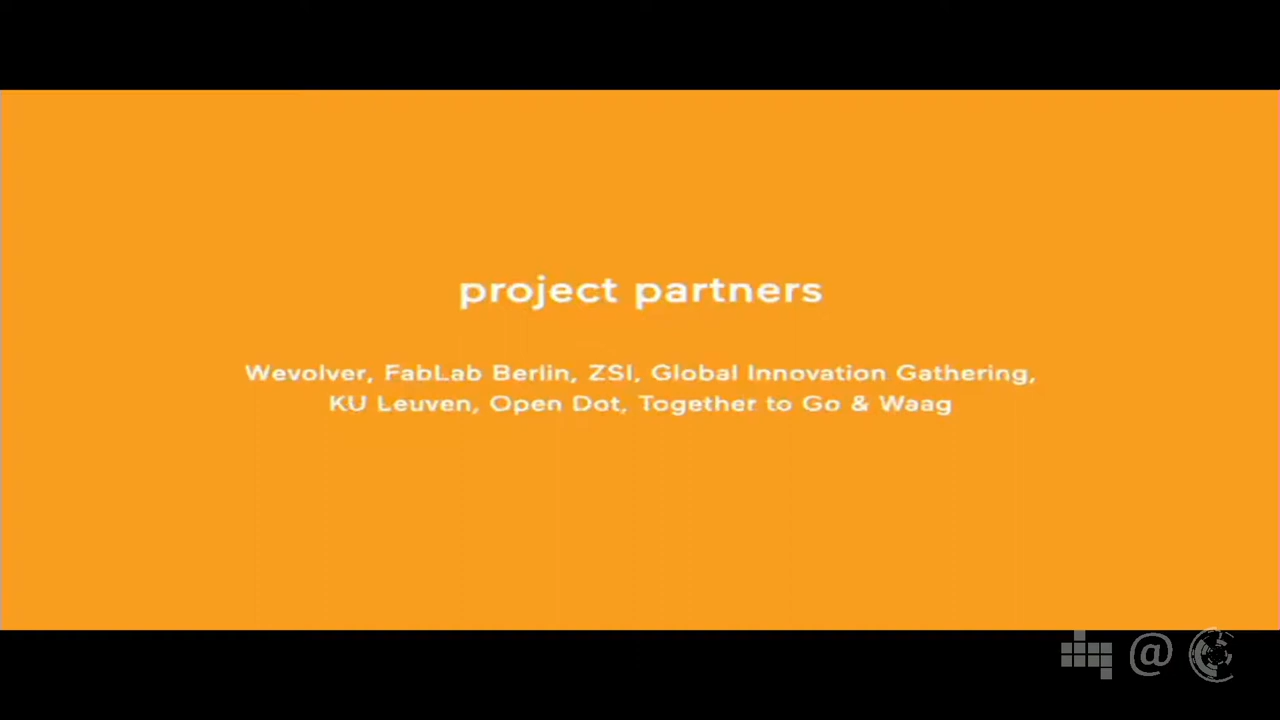 project partners
Wevolver, FabLab Berlin, ZSI, Global Innovation Gathering,
KU Leuven, Open Dot, Together to Go & Waag
@